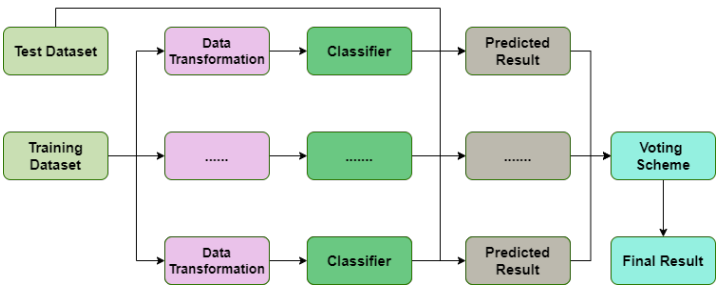 Test Dataset
Data
Transformation
Classifier
Predicted
Result
Training
Dataset
......
.......
.......
Voting
Scheme
Data
Transformation
Classifier
Predicted
Result
Final Result